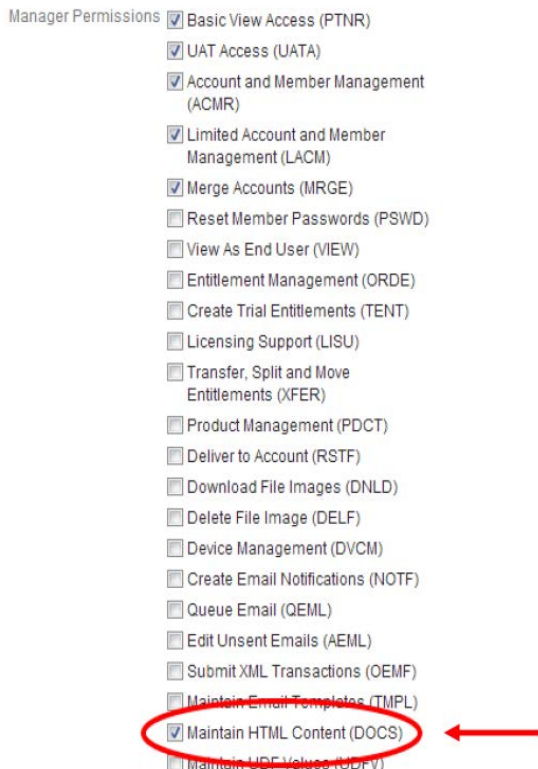 Manager Permissions Basic View Access (PTNR)
UAT Access (UATA)
Account and Member Management
(ACMR)
Limited Account and Member
Management (LACM)
Merge Accounts (MRGE)
Reset Member Passwords (PSWD)
View As End User (VIEW)
Entitlement Management (ORDE)
Create Trial Entitlements (TENT)
Licensing Support (LISU)
Transfer, Split and Move
Entitlements (XFER)
Product Management (PDCT)
Deliver to Account (RSTF)
Download File Images (DNLD)
Delete File Image (DELF)
Device Management (DVCM)
Create Email Notifications (NOTF)
Queue Email (QEML)
Edit Unsent Emails (AEML)
Submit XML Transactions (OEMF)
Maintain Email Templates (TMPL)
Maintain HTML Content (DOCS)
Maintain UDF Values (UDFV)